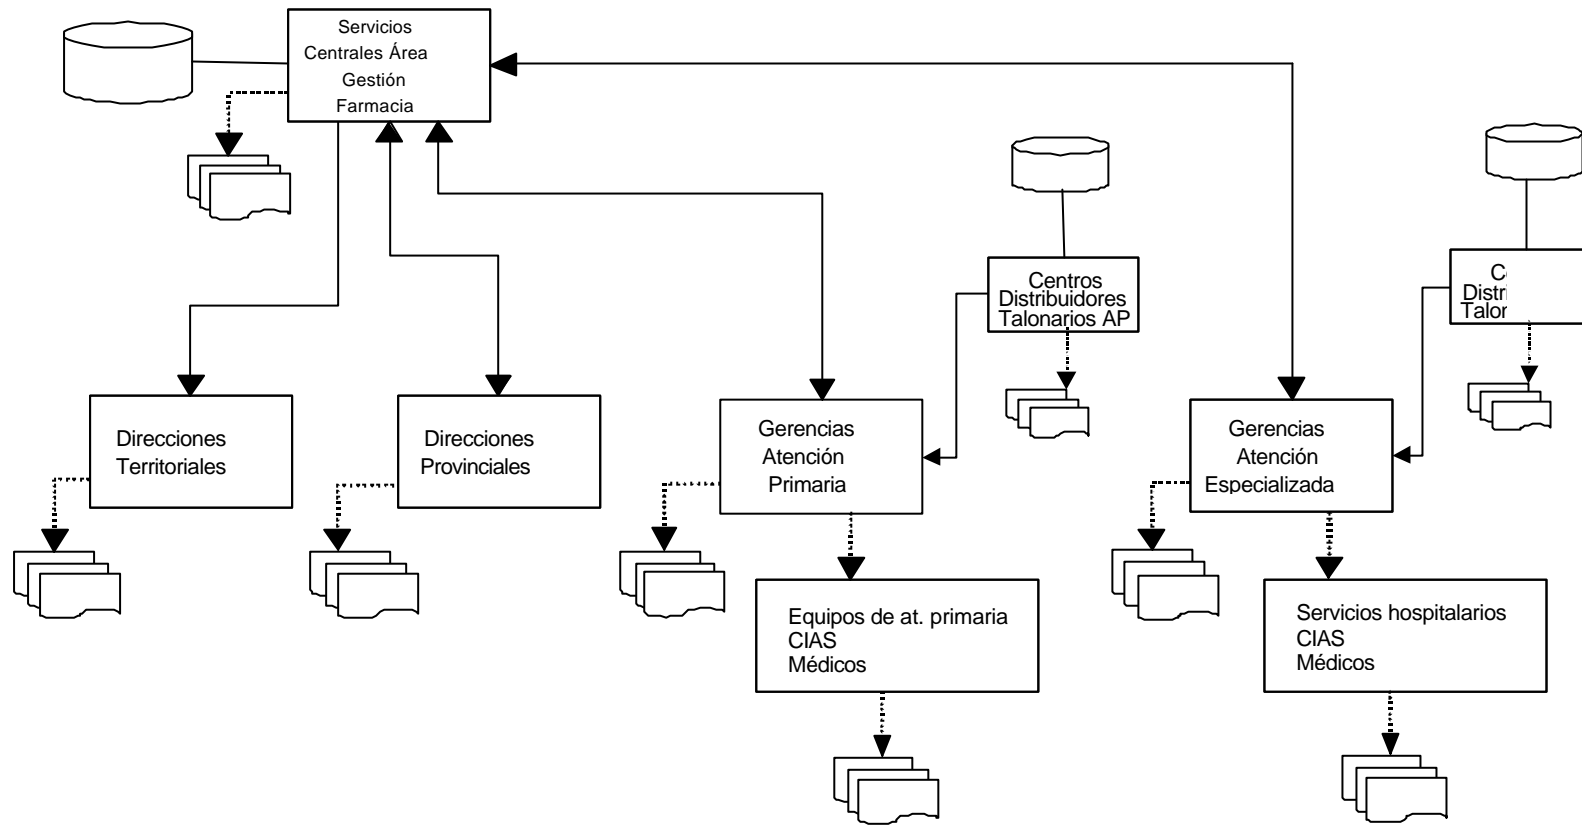 Servicios
Centrales Área
Gestión
Farmacia
Centros
Distribuidores
Talonarios AP
Direcciones
Territoriales
Direcciones
Provinciales
Gerencias
Atención
Primaria
Gerencias
Atención
Especializada
Equipos de at. primaria
CIAS
Médicos
Servicios hospitalarios
CIAS
Médicos